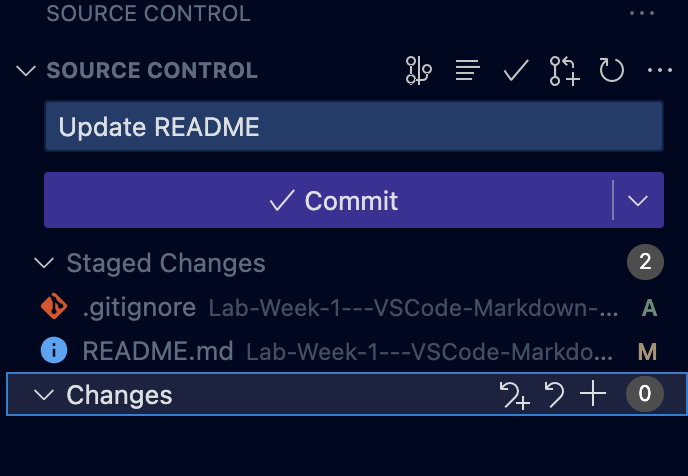 SOURCE CONTROL
SOURCE CONTROL
Update README
Commit
Staged Changes 2
.gitignore Lab-Week-1---VSCode-Markdown-... A
README.md Lab-Week-1---VSCode-Markdo... M
Changes 0